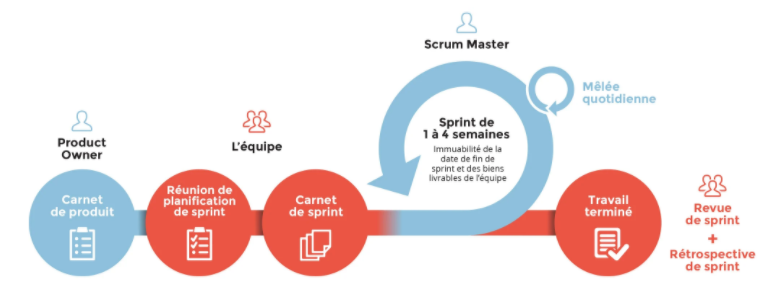 Scrum Master
Mêlée
quotidienne
Product
Owner
L'équipe
Sprint de
1 à 4 semaines
Immuabilité de la
date de fin de
sprint et des biens
livrables de l'équipe
Carnet
de produit
Réunion de
planification
de sprint
Carnet
de sprint
Travail
terminé
Revue
de sprint
+
Rétrospective
de sprint